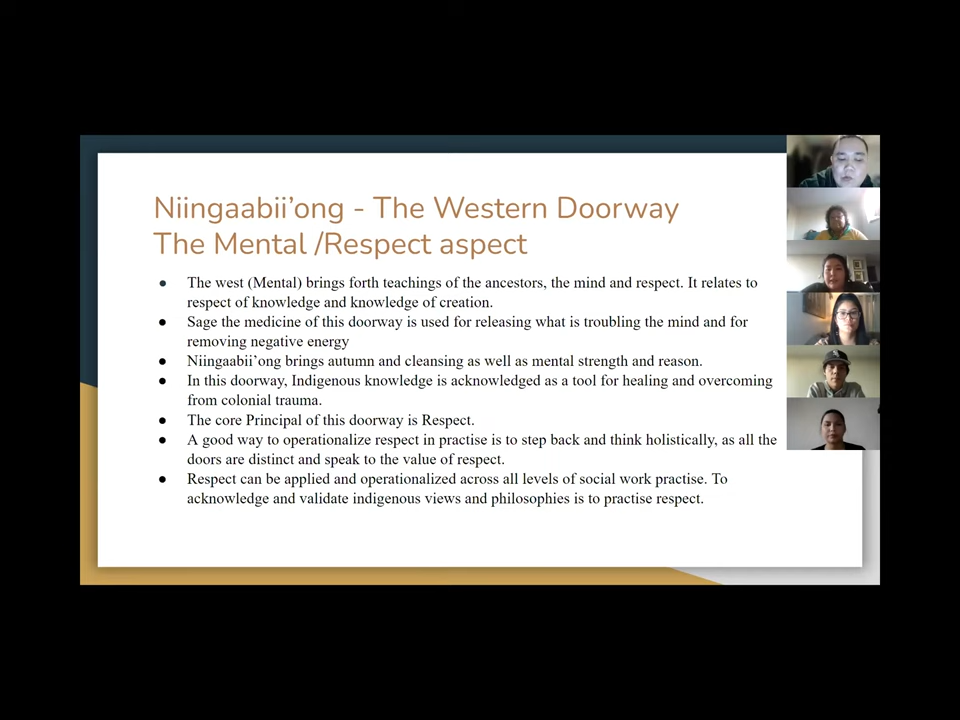 Niingaabii’ong - The Western Doorway
The Mental /Respect aspect
● The west (Mental) brings forth teachings of the ancestors, the mind and respect. It relates to
respect of knowledge and knowledge of creation.
● Sage the medicine of this doorway is used for releasing what is troubling the mind and for
removing negative energy
● Niingaabii’ong brings autumn and cleansing as well as mental strength and reason.
● In this doorway, Indigenous knowledge is acknowledged as a tool for healing and overcoming
from colonial trauma.
● The core Principal of this doorway is Respect.
● A good way to operationalize respect in practise is to step back and think holistically, as all the
doors are distinct and speak to the value of respect.
● Respect can be applied and operationalized across all levels of social work practise. To
acknowledge and validate indigenous views and philosophies is to practise respect.